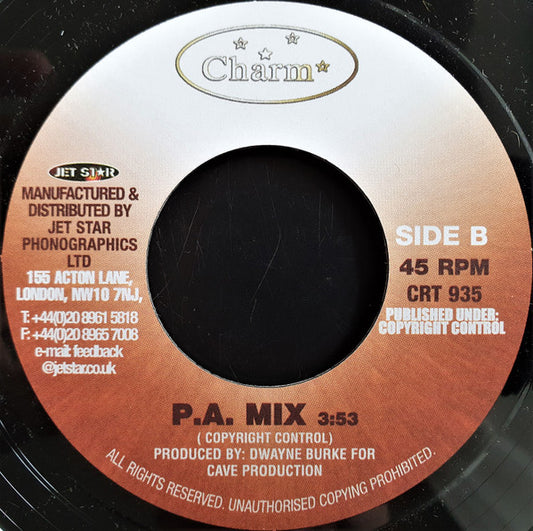 Charm
JET ST★R
MANUFACTURED &
DISTRIBUTED BY
JET STAR
PHONOGRAPHICS
LTD
155 ACTON LANE,
LONDON, NW10 7NJ,
T: +44(0)20 8961 5818
F: +44(0)20 8965 7008
e-mail: feedback
@jetstar.co.uk
SIDE B
45 RPM
CRT 935
PUBLISHED UNDER:
COPYRIGHT CONTROL
P.A. MIX 3:53
( COPYRIGHT CONTROL)
PRODUCED BY: DWAYNE BURKE FOR
CAVE PRODUCTION
ALL RIGHTS RESERVED. UNAUTHORISED COPYING PROHIBITED.